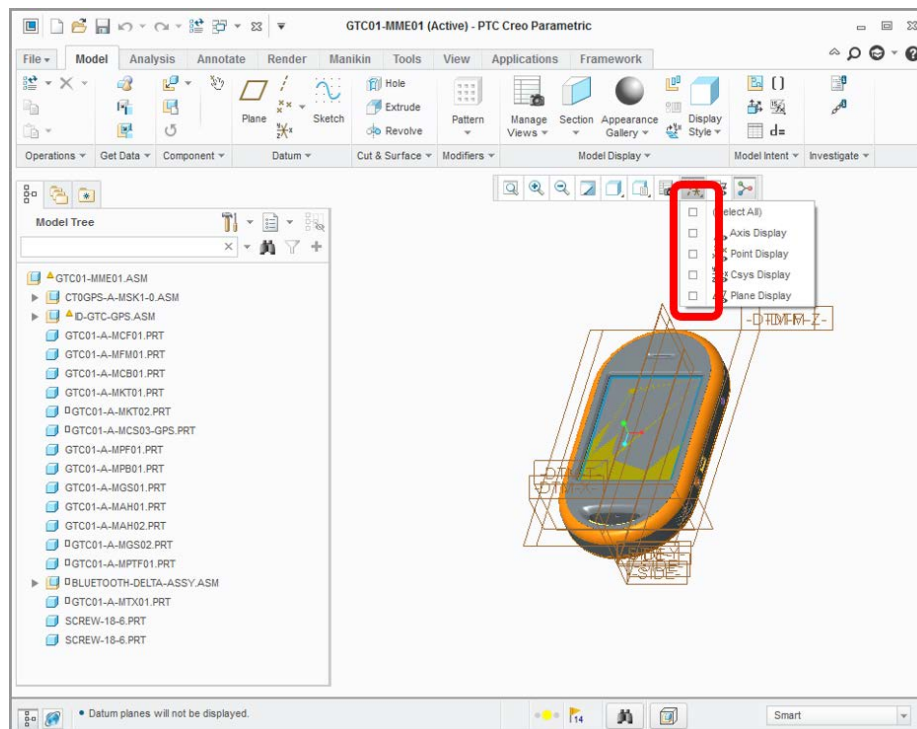 GTC01-MME01 (Active) - PTC Creo Parametric
File Model Analysis Annotate Render Manikin Tools View Applications Framework
Hole
Extrude
Revolve
Plane Sketch
Pattern
Manage Views Section Appearance Gallery Display Style
d=
Operations Get Data Component Datum Cut & Surface Modifiers Model Display Model Intent Investigate
Model Tree
(Select All)
Axis Display
Point Display
Csys Display
Plane Display
GTC01-MME01.ASM
CT0GPS-A-MSK1-0.ASM
ID-GTC-GPS.ASM
GTC01-A-MCF01.PRT
GTC01-A-MFM01.PRT
GTC01-A-MCB01.PRT
GTC01-A-MKT01.PRT
GTC01-A-MKT02.PRT
GTC01-A-MCS03-GPS.PRT
GTC01-A-MPF01.PRT
GTC01-A-MPB01.PRT
GTC01-A-MGS01.PRT
GTC01-A-MAH01.PRT
GTC01-A-MAH02.PRT
GTC01-A-MGS02.PRT
GTC01-A-MPTF01.PRT
BLUETOOTH-DELTA-ASSY.ASM
GTC01-A-MTX01.PRT
SCREW-18-6.PRT
SCREW-18-6.PRT
-SIDE-
• Datum planes will not be displayed.
14
Smart